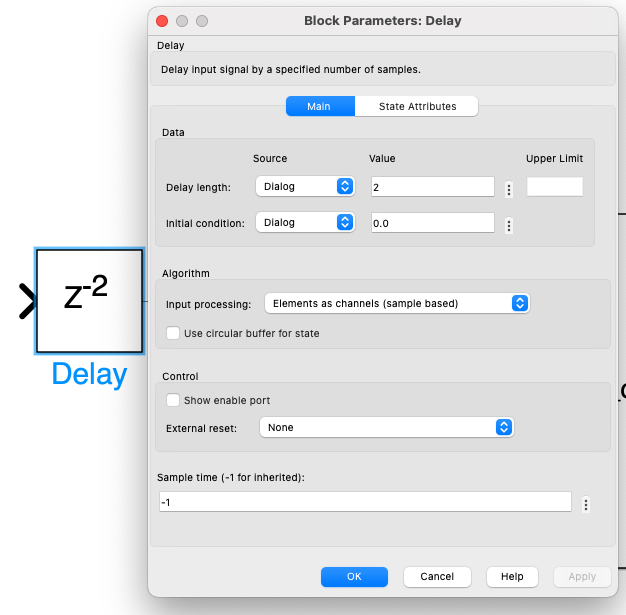 Block Parameters: Delay
Delay
Delay input signal by a specified number of samples.
Main State Attributes
Data
Source Value Upper Limit
Delay length: Dialog 2
Initial condition: Dialog 0.0
Algorithm
Input processing: Elements as channels (sample based)
Use circular buffer for state
Control
Show enable port
External reset: None
Sample time (-1 for inherited):
-1
OK Cancel Help Apply
z-2
Delay